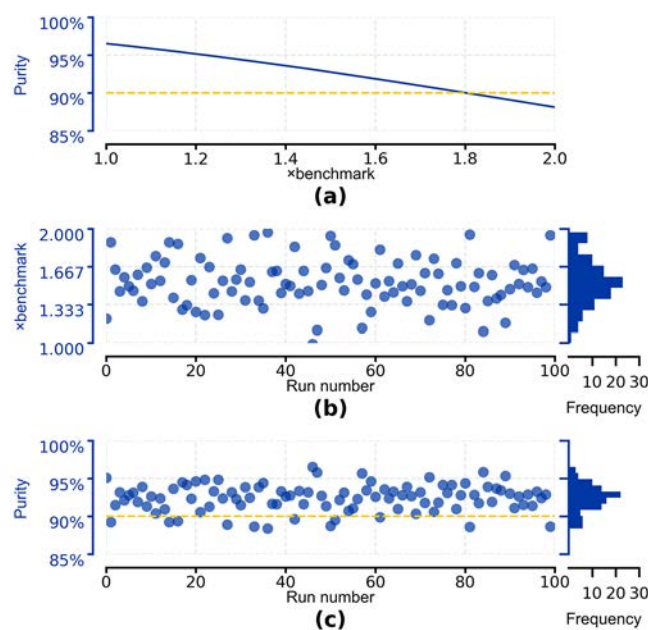 100%
95%
90%
85%
Purity
1.0 1.2 1.4 1.6 1.8 2.0
×benchmark
(a)
2.000
1.667
1.333
1.000
×benchmark
0 20 40 60 80 100
10 20 30
Run number
Frequency
(b)
100%
95%
90%
85%
Purity
0 20 40 60 80 100
10 20 30
Run number
Frequency
(c)